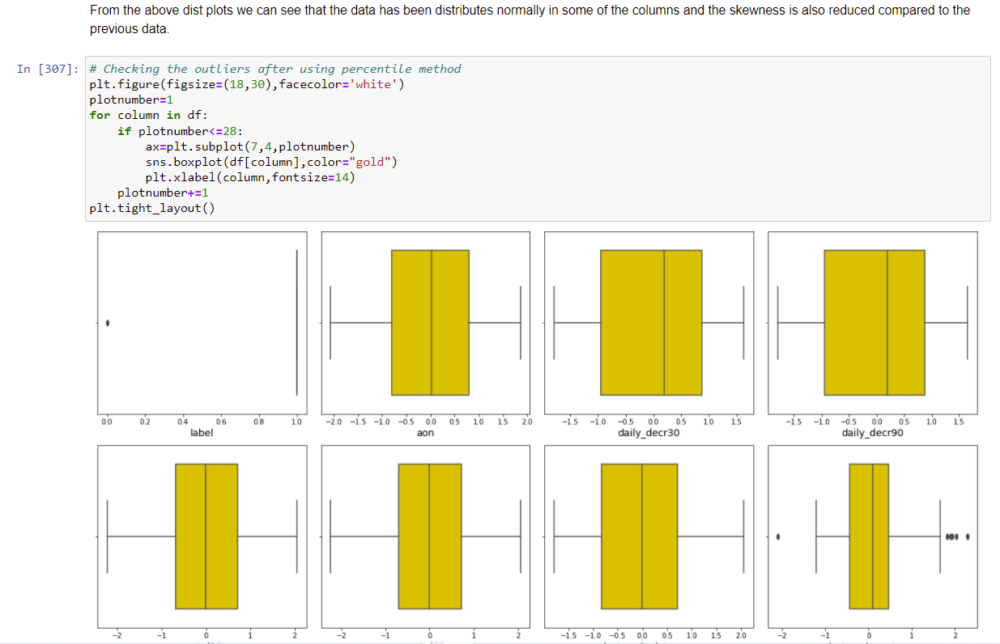 From the above dist plots we can see that the data has been distributes normally in some of the columns and the skewness is also reduced compared to the
previous data.
In [307]: # Checking the outliers after using percentile method
plt.figure(figsize=(18,30),facecolor='white')
plotnumber=1
for column in df:
    if plotnumber<=28:
        ax=plt.subplot(7,4,plotnumber)
        sns.boxplot(df[column],color="gold")
        plt.xlabel(column,fontsize=14)
    plotnumber+=1
plt.tight_layout()
0.0 0.2 0.4 0.6 0.8 1.0
label
−2.0 −1.5 −1.0 −0.5 0.0 0.5 1.0 1.5 2.0
aon
−1.5 −1.0 −0.5 0.0 0.5 1.0 1.5
daily_decr30
−1.5 −1.0 −0.5 0.0 0.5 1.0 1.5
daily_decr90
−2 −1 0 1 2
−2 −1 0 1 2
−1.5 −1.0 −0.5 0.0 0.5 1.0 1.5 2.0
−2 −1 0 1 2